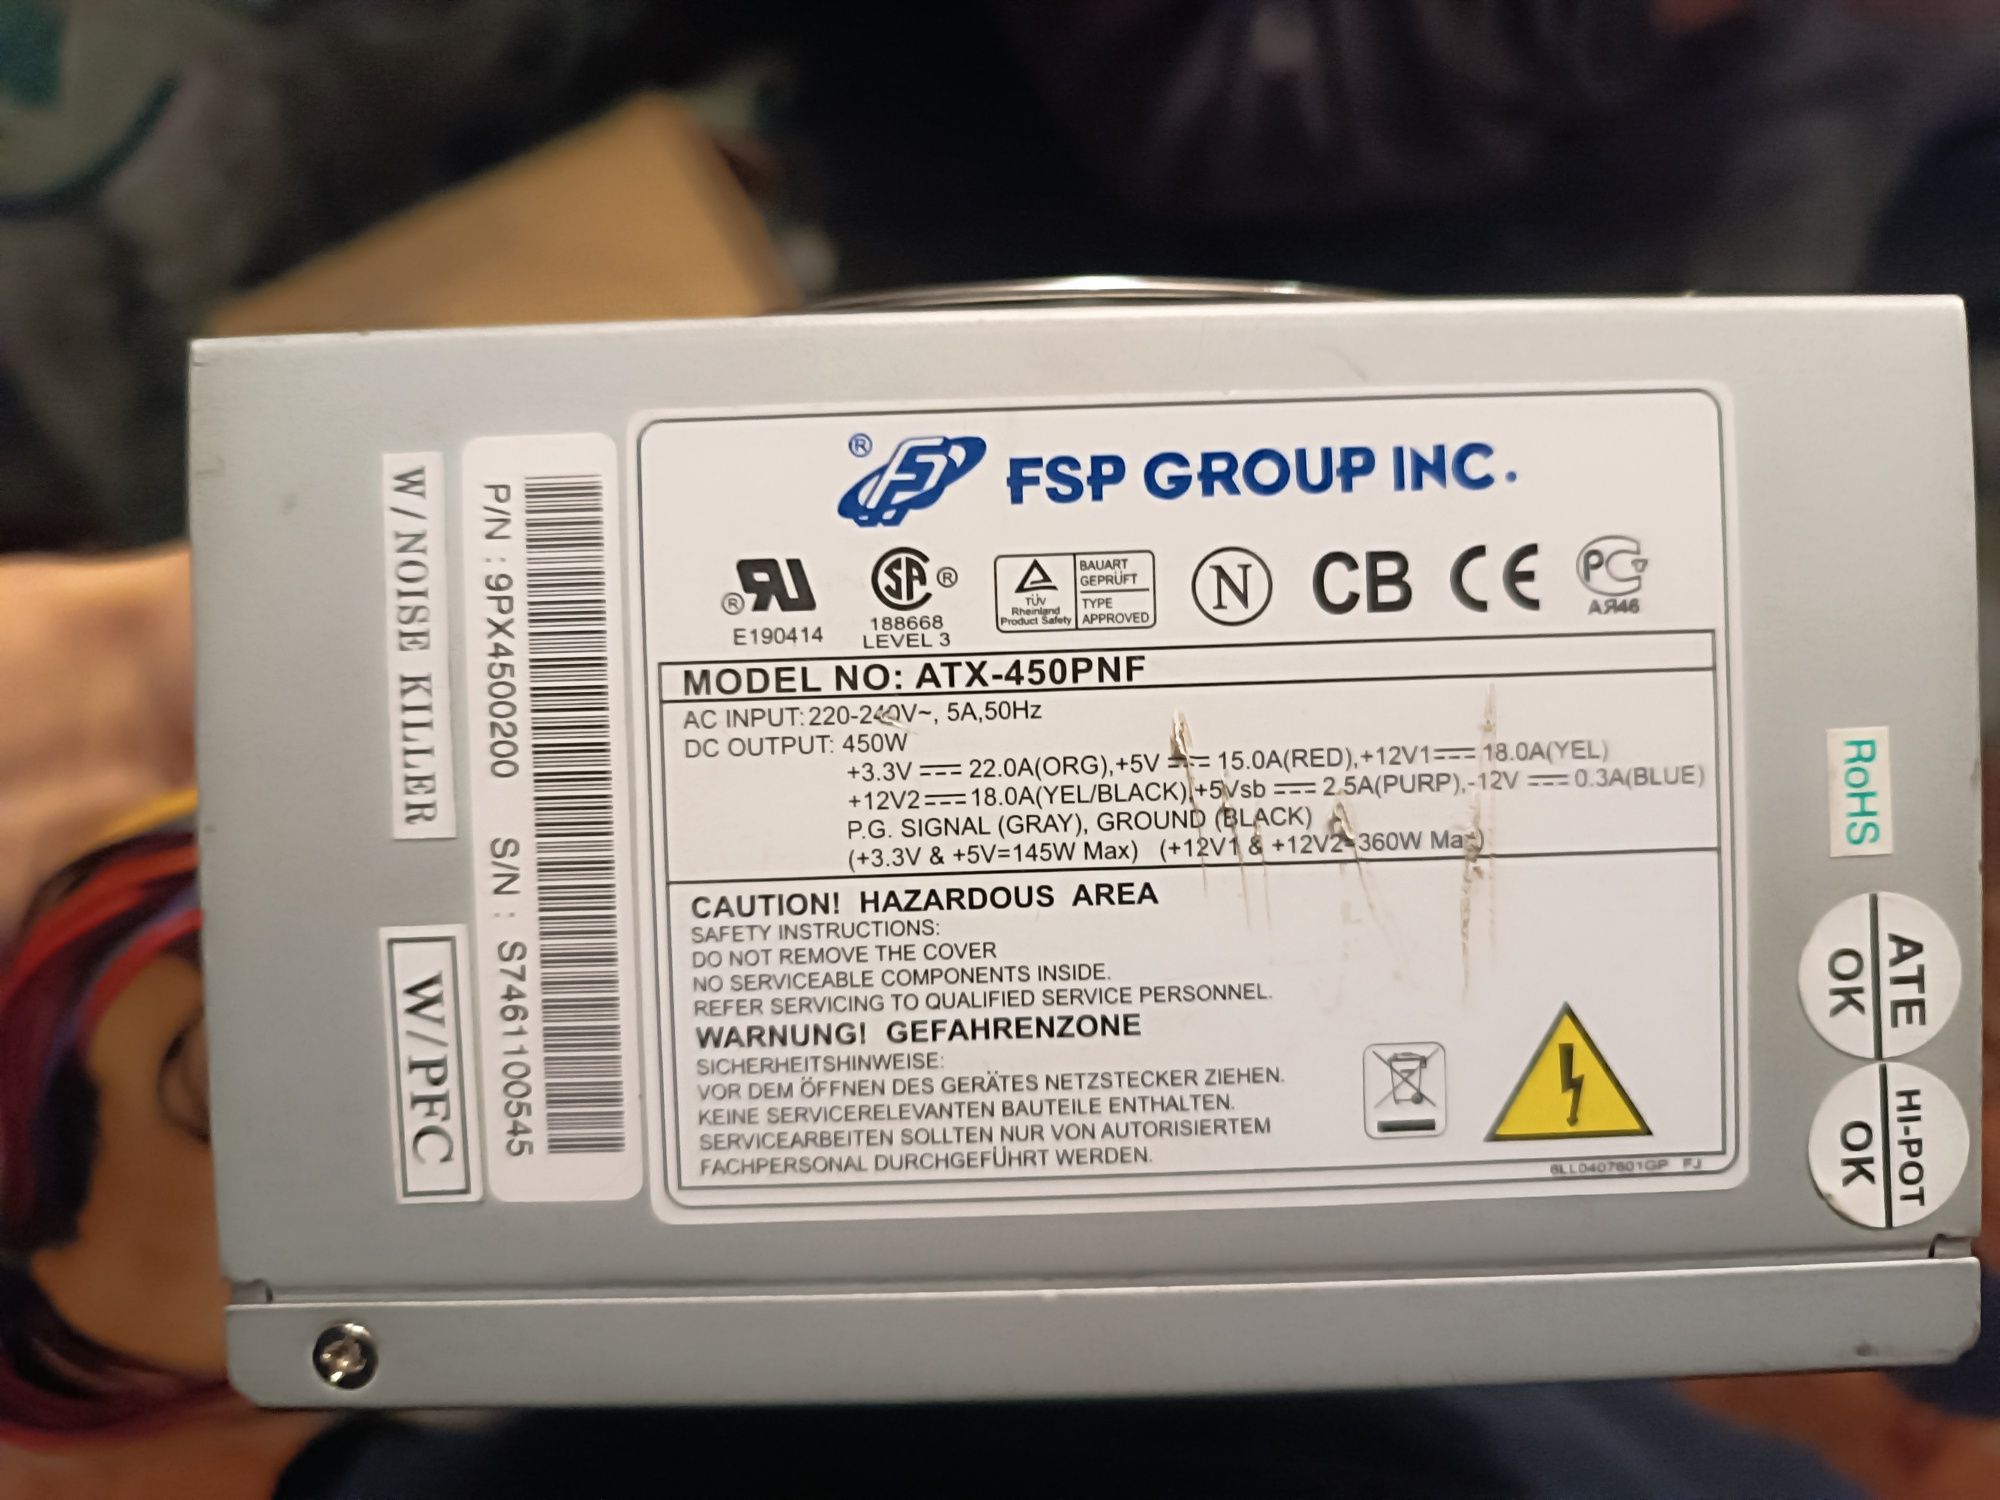 W/NOISE KILLER
W/PFC
P/N : 9PX4500200 S/N : S7461100545
® FSP GROUP INC.
®
E190414
SA ®
188668
LEVEL 3
TÜV
Rheinland
Product Safety
BAUART
GEPRÜFT
TYPE
APPROVED
N
CB
CE
PC
АЯ46
MODEL NO: ATX-450PNF
AC INPUT: 220-240V~, 5A,50Hz
DC OUTPUT: 450W
+3.3V ⎓ 22.0A(ORG),+5V ⎓ 15.0A(RED),+12V1⎓ 18.0A(YEL)
+12V2⎓18.0A(YEL/BLACK),+5Vsb ⎓ 2.5A(PURP),-12V ⎓ 0.3A(BLUE)
P.G. SIGNAL (GRAY), GROUND (BLACK)
(+3.3V & +5V=145W Max) (+12V1 & +12V2=360W Max)
CAUTION! HAZARDOUS AREA
SAFETY INSTRUCTIONS:
DO NOT REMOVE THE COVER
NO SERVICEABLE COMPONENTS INSIDE.
REFER SERVICING TO QUALIFIED SERVICE PERSONNEL.
WARNUNG! GEFAHRENZONE
SICHERHEITSHINWEISE:
VOR DEM ÖFFNEN DES GERÄTES NETZSTECKER ZIEHEN.
KEINE SERVICERELEVANTEN BAUTEILE ENTHALTEN.
SERVICEARBEITEN SOLLTEN NUR VON AUTORISIERTEM
FACHPERSONAL DURCHGEFÜHRT WERDEN.
6LL0407601GP FJ
RoHS
ATE
OK
HI-POT
OK